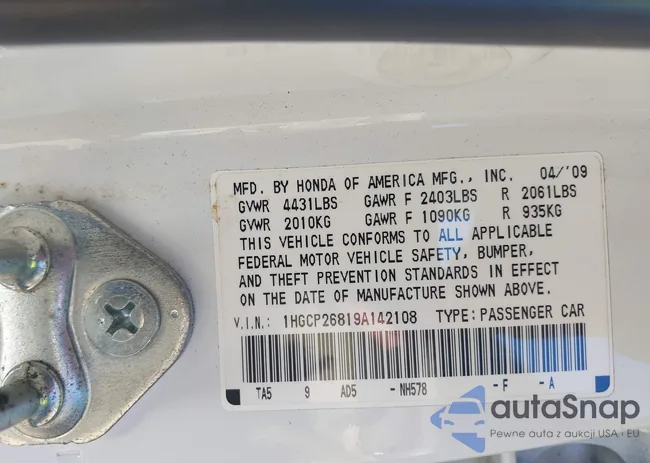 MFD. BY HONDA OF AMERICA MFG., INC. 04/'09
GVWR 4431LBS GAWR F 2403LBS R 2061LBS
GVWR 2010KG GAWR F 1090KG R 935KG
THIS VEHICLE CONFORMS TO ALL APPLICABLE
FEDERAL MOTOR VEHICLE SAFETY, BUMPER,
AND THEFT PREVENTION STANDARDS IN EFFECT
ON THE DATE OF MANUFACTURE SHOWN ABOVE.
V.I.N.: 1HGCP26819A142108 TYPE: PASSENGER CAR
TA5 9 AD5 -NH578 -F -A
autaSnap
Pewne auta z aukcji USA i EU